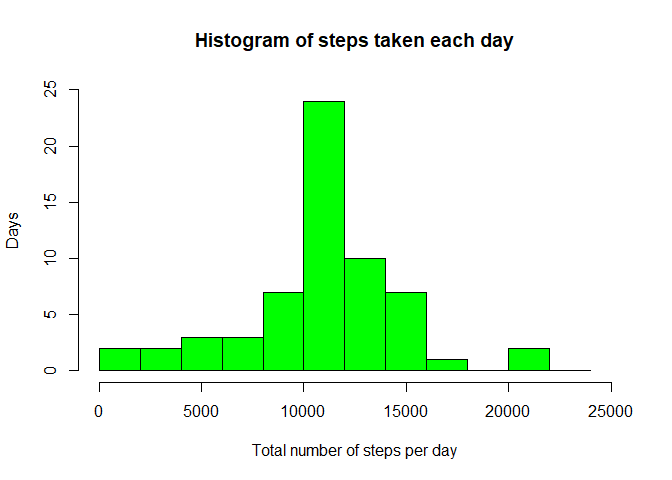 Histogram of steps taken each day
25
20
15
10
5
0
Days
0 5000 10000 15000 20000 25000
Total number of steps per day